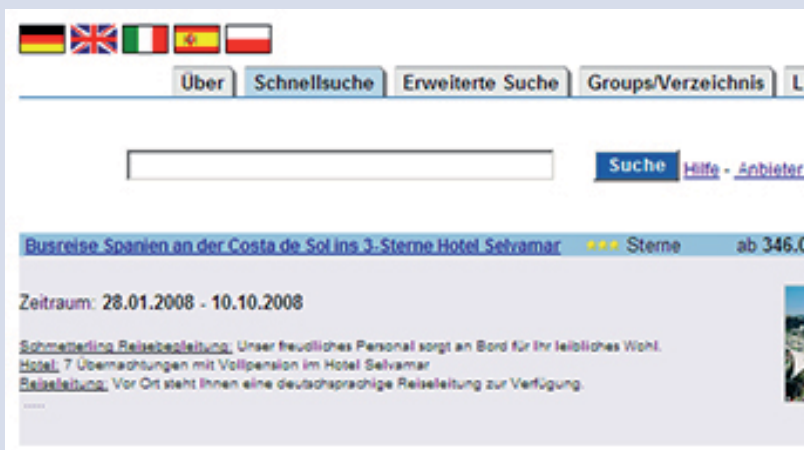 Über Schnellsuche Erweiterte Suche Groups/Verzeichnis L
Suche Hilfe - Anbieter
Busreise Spanien an der Costa de Sol ins 3-Sterne Hotel Selvamar Sterne ab 346.0
Zeitraum: 28.01.2008 - 10.10.2008
Schmetterling Reisebegleitung: Unser freudliches Personal sorgt an Bord für Ihr leibliches Wohl.
Hotel: 7 Übernachtungen mit Vollpension im Hotel Selvamar
Reiseleitung: Vor Ort steht Ihnen eine deutschsprachige Reiseleitung zur Verfügung.
.....